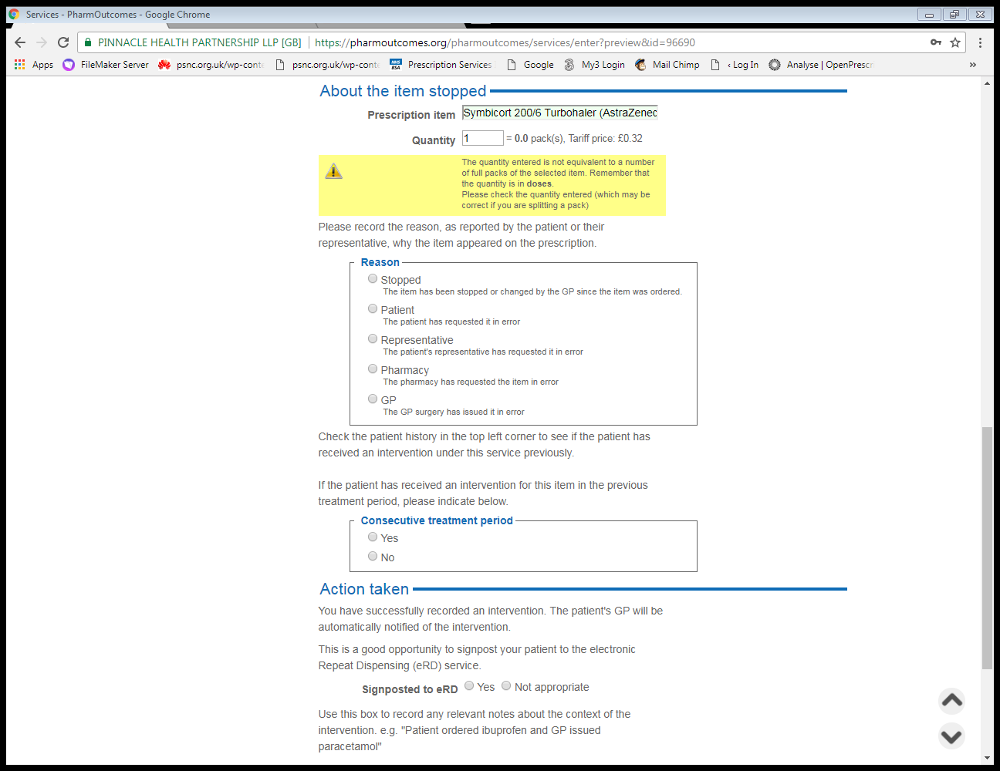 Services - PharmOutcomes - Google Chrome
PINNACLE HEALTH PARTNERSHIP LLP [GB] https://pharmoutcomes.org/pharmoutcomes/services/enter?preview&id=96690
Apps FileMaker Server psnc.org.uk/wp-conte psnc.org.uk/wp-conte NHS BSA Prescription Services Google My3 Login Mail Chimp ‹ Log In Analyse | OpenPrescr »
About the item stopped
Prescription item Symbicort 200/6 Turbohaler (AstraZenec
Quantity 1 = 0.0 pack(s), Tariff price: £0.32
The quantity entered is not equivalent to a number
of full packs of the selected item. Remember that
the quantity is in doses.
Please check the quantity entered (which may be
correct if you are splitting a pack)
Please record the reason, as reported by the patient or their
representative, why the item appeared on the prescription.
Reason
Stopped
The item has been stopped or changed by the GP since the item was ordered.
Patient
The patient has requested it in error
Representative
The patient's representative has requested it in error
Pharmacy
The pharmacy has requested the item in error
GP
The GP surgery has issued it in error
Check the patient history in the top left corner to see if the patient has
received an intervention under this service previously.
If the patient has received an intervention for this item in the previous
treatment period, please indicate below.
Consecutive treatment period
Yes
No
Action taken
You have successfully recorded an intervention. The patient's GP will be
automatically notified of the intervention.
This is a good opportunity to signpost your patient to the electronic
Repeat Dispensing (eRD) service.
Signposted to eRD Yes Not appropriate
Use this box to record any relevant notes about the context of the
intervention. e.g. "Patient ordered ibuprofen and GP issued
paracetamol"